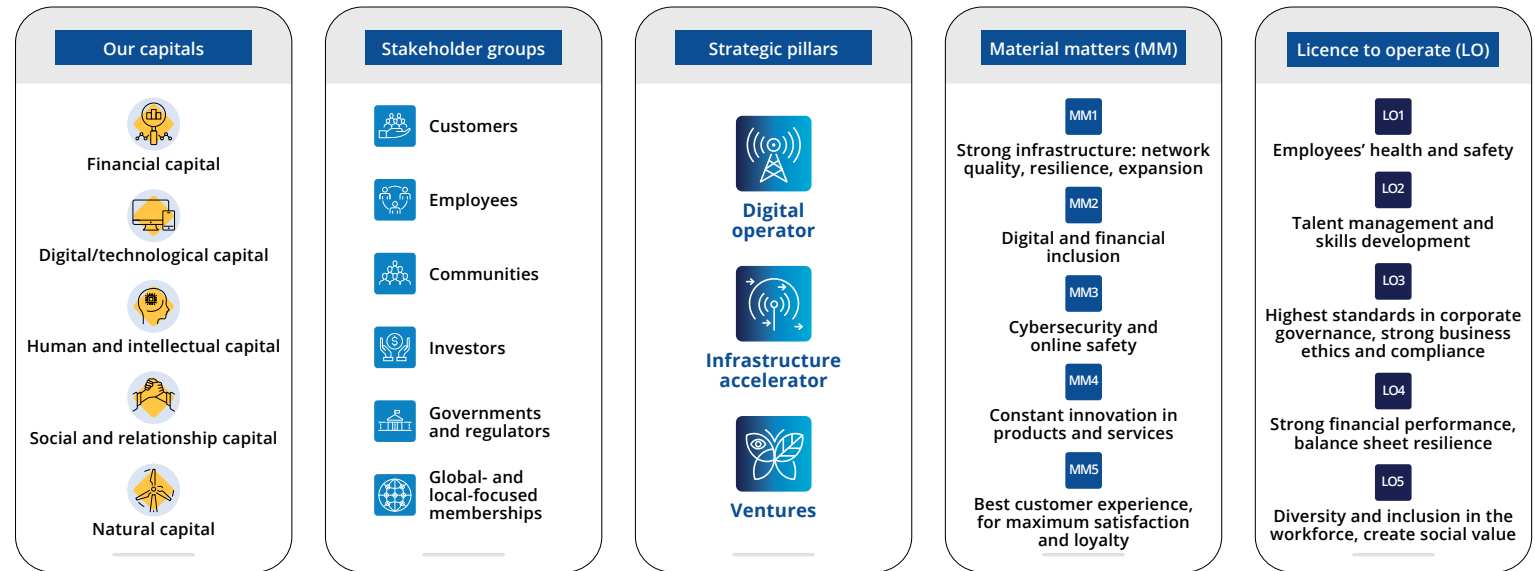 Our capitals
Financial capital
Digital/technological capital
Human and intellectual capital
Social and relationship capital
Natural capital
Stakeholder groups
Customers
Employees
Communities
Investors
Governments
and regulators
Global- and
local-focused
memberships
Strategic pillars
Digital
operator
Infrastructure
accelerator
Ventures
Material matters (MM)
MM1
Strong infrastructure: network
quality, resilience, expansion
MM2
Digital and financial
inclusion
MM3
Cybersecurity and
online safety
MM4
Constant innovation in
products and services
MM5
Best customer experience,
for maximum satisfaction
and loyalty
Licence to operate (LO)
LO1
Employees’ health and safety
LO2
Talent management and
skills development
LO3
Highest standards in corporate
governance, strong business
ethics and compliance
LO4
Strong financial performance,
balance sheet resilience
LO5
Diversity and inclusion in the
workforce, create social value